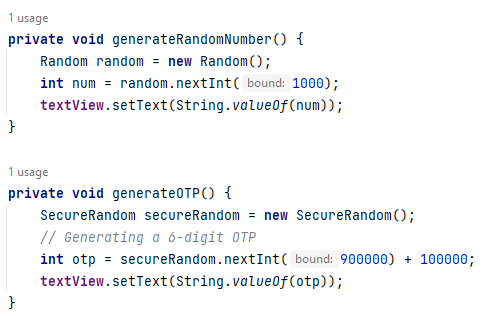 1 usage
private void generateRandomNumber() {
    Random random = new Random();
    int num = random.nextInt( bound: 1000);
    textView.setText(String.valueOf(num));
}
1 usage
private void generateOTP() {
    SecureRandom secureRandom = new SecureRandom();
    // Generating a 6-digit OTP
    int otp = secureRandom.nextInt( bound: 900000) + 100000;
    textView.setText(String.valueOf(otp));
}